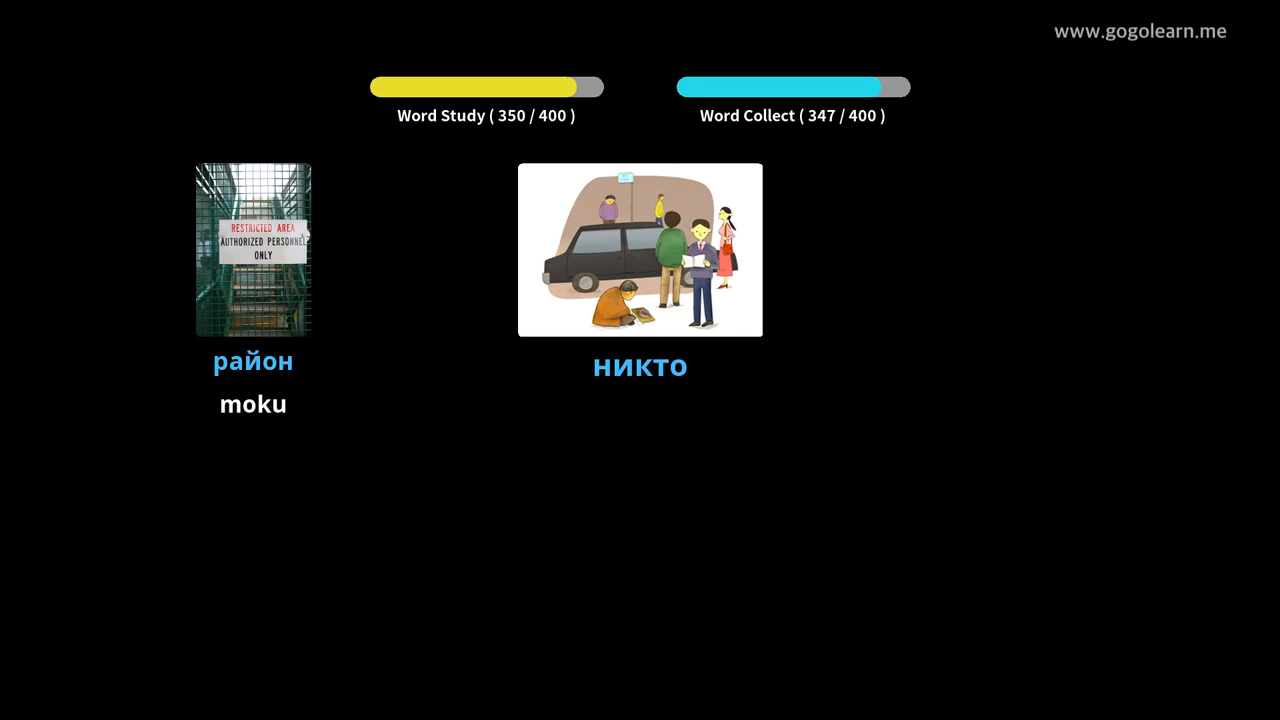 www.gogolearn.me
Word Study ( 350 / 400 )
Word Collect ( 347 / 400 )
RESTRICTED AREA
AUTHORIZED PERSONNEL
ONLY
район
moku
никто